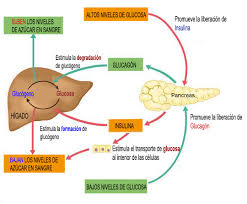 SUBEN LOS NIVELES
DE AZÚCAR EN SANGRE
ALTOS NIVELES DE GLUCOSA
Promueve la liberación de
Insulina
Estimula la degradación
de glucógeno
GLUCAGÓN
Glucógeno
Glucosa
HÍGADO
Páncreas
Estimula la formación de
glucógeno
INSULINA
Promueve la liberación de
Glucagón
Estimula el transporte de glucosa
al interior de las células
BAJAN LOS NIVELES DE
AZÚCAR EN SANGRE
BAJOS NIVELES DE GLUCOSA